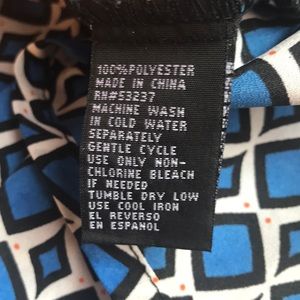 100%POLYESTER
MADE IN CHINA
RN#53237
MACHINE WASH
IN COLD WATER
SEPARATELY
GENTLE CYCLE
USE ONLY NON-
CHLORINE BLEACH
IF NEEDED
TUMBLE DRY LOW
USE COOL IRON
EL REVERSO
EN ESPANOL